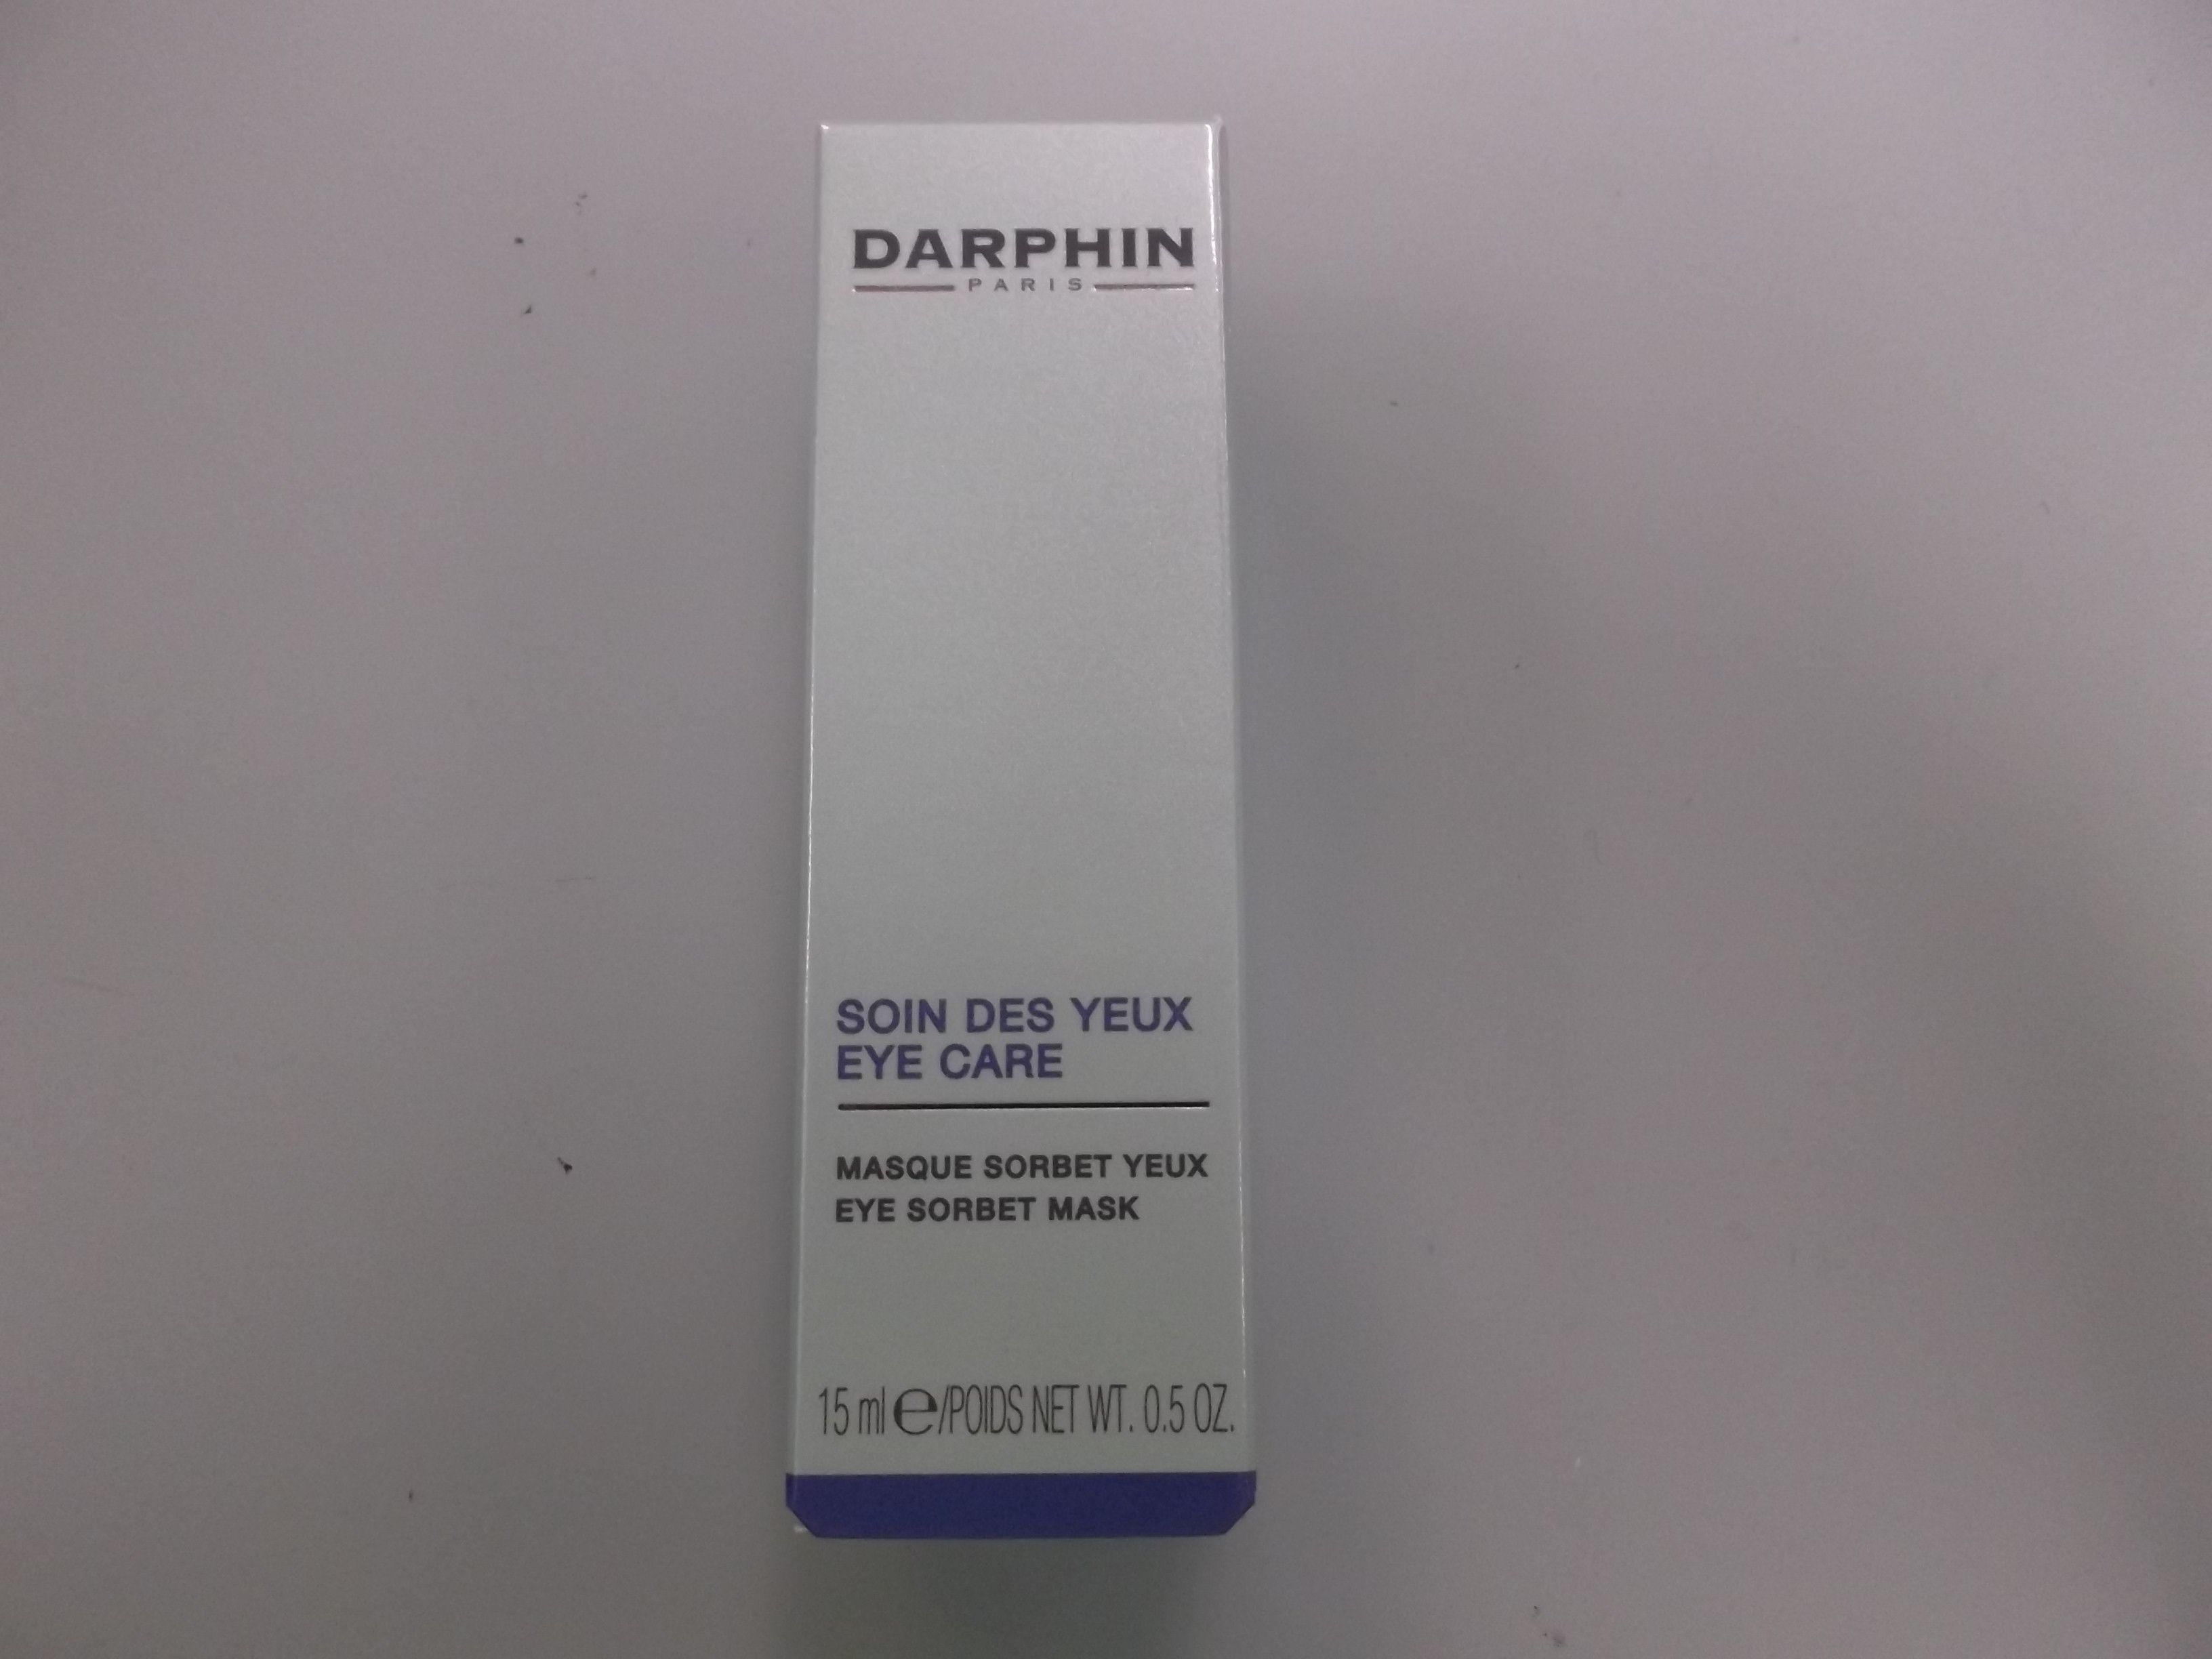 DARPHIN
PARIS
SOIN DES YEUX
EYE CARE
MASQUE SORBET YEUX
EYE SORBET MASK
15 ml ℮/POIDS NET WT. 0.5 OZ.